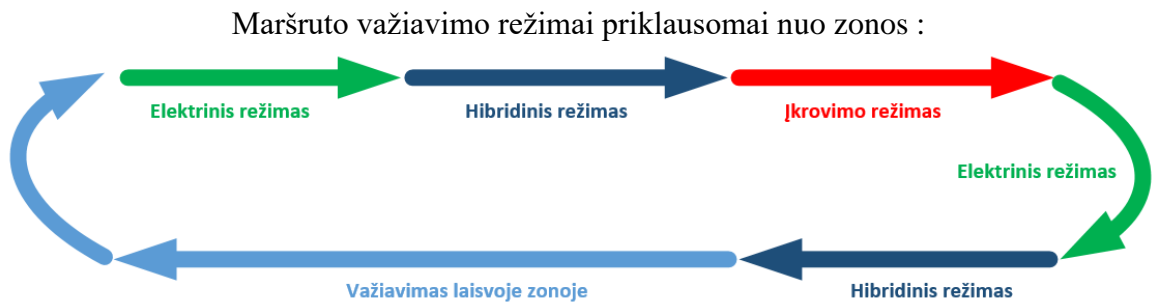 Maršruto važiavimo režimai priklausomai nuo zonos :
Elektrinis režimas
Hibridinis režimas
Įkrovimo režimas
Elektrinis režimas
Važiavimas laisvoje zonoje
Hibridinis režimas